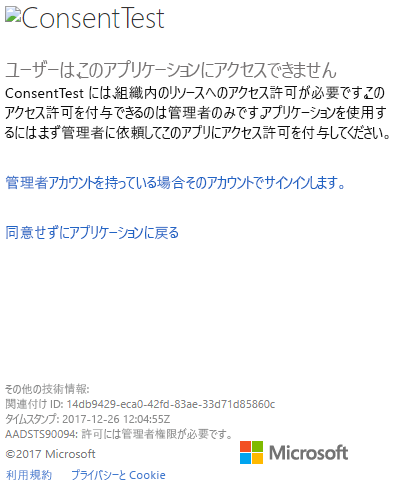 ConsentTest
ユーザーは、このアプリケーションにアクセスできません
ConsentTest には、組織内のリソースへのアクセス許可が必要です。この
アクセス許可を付与できるのは管理者のみです。アプリケーションを使用す
るにはまず管理者に依頼してこのアプリにアクセス許可を付与してください。
管理者アカウントを持っている場合そのアカウントでサインインします。
同意せずにアプリケーションに戻る
その他の技術情報:
関連付け ID: 14db9429-eca0-42fd-83ae-33d71d85860c
タイムスタンプ: 2017-12-26 12:04:55Z
AADSTS90094: 許可には管理者権限が必要です。
©2017 Microsoft
Microsoft
利用規約 プライバシーと Cookie